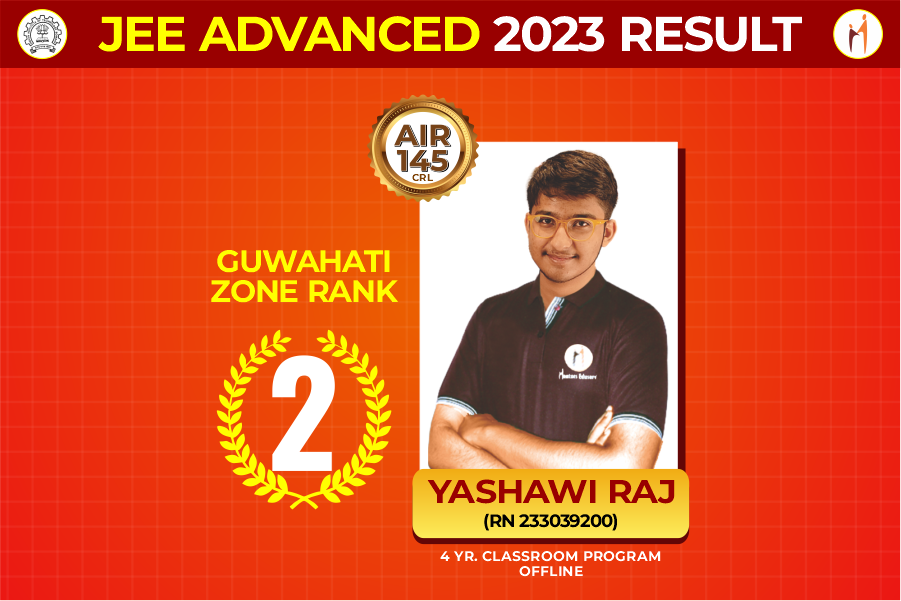 JEE ADVANCED 2023 RESULT
AIR
145
CRL
GUWAHATI
ZONE RANK
2
YASHAWI RAJ
(RN 233039200)
4 YR. CLASSROOM PROGRAM
OFFLINE